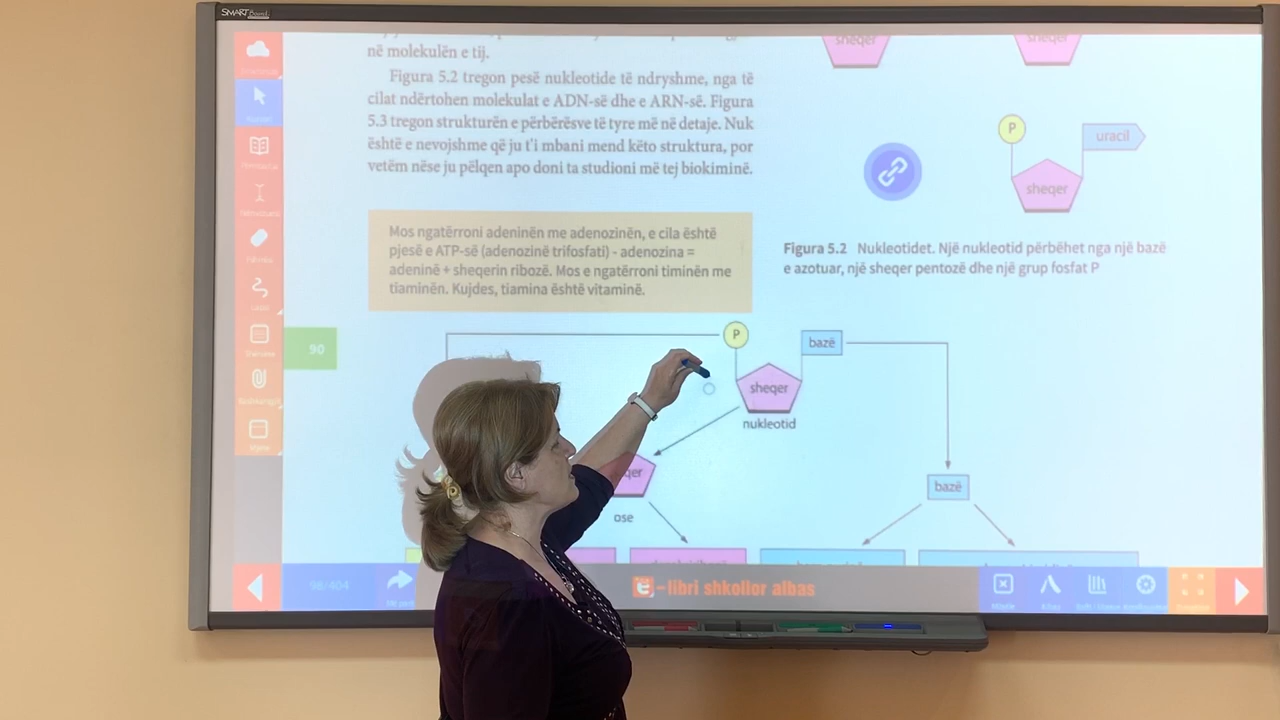 SMART Board
në molekulën e tij.
Figura 5.2 tregon pesë nukleotide të ndryshme, nga të
cilat ndërtohen molekulat e ADN-së dhe e ARN-së. Figura
5.3 tregon strukturën e përbërësve të tyre më në detaje. Nuk
është e nevojshme që ju t'i mbani mend këto struktura, por
vetëm nëse ju pëlqen apo doni ta studioni më tej biokiminë.
Mos ngatërroni adeninën me adenozinën, e cila është
pjesë e ATP-së (adenozinë trifosfati) - adenozina =
adeninë + sheqerin ribozë. Mos e ngatërroni timinën me
tiaminën. Kujdes, tiamina është vitaminë.
90
sheqer
sheqer
P
uracil
sheqer
Figura 5.2 Nukleotidet. Një nukleotid përbëhet nga një bazë
e azotuar, një sheqer pentozë dhe një grup fosfat P
P
bazë
sheqer
nukleotid
ose
bazë
98/404
e-libri shkollor albas